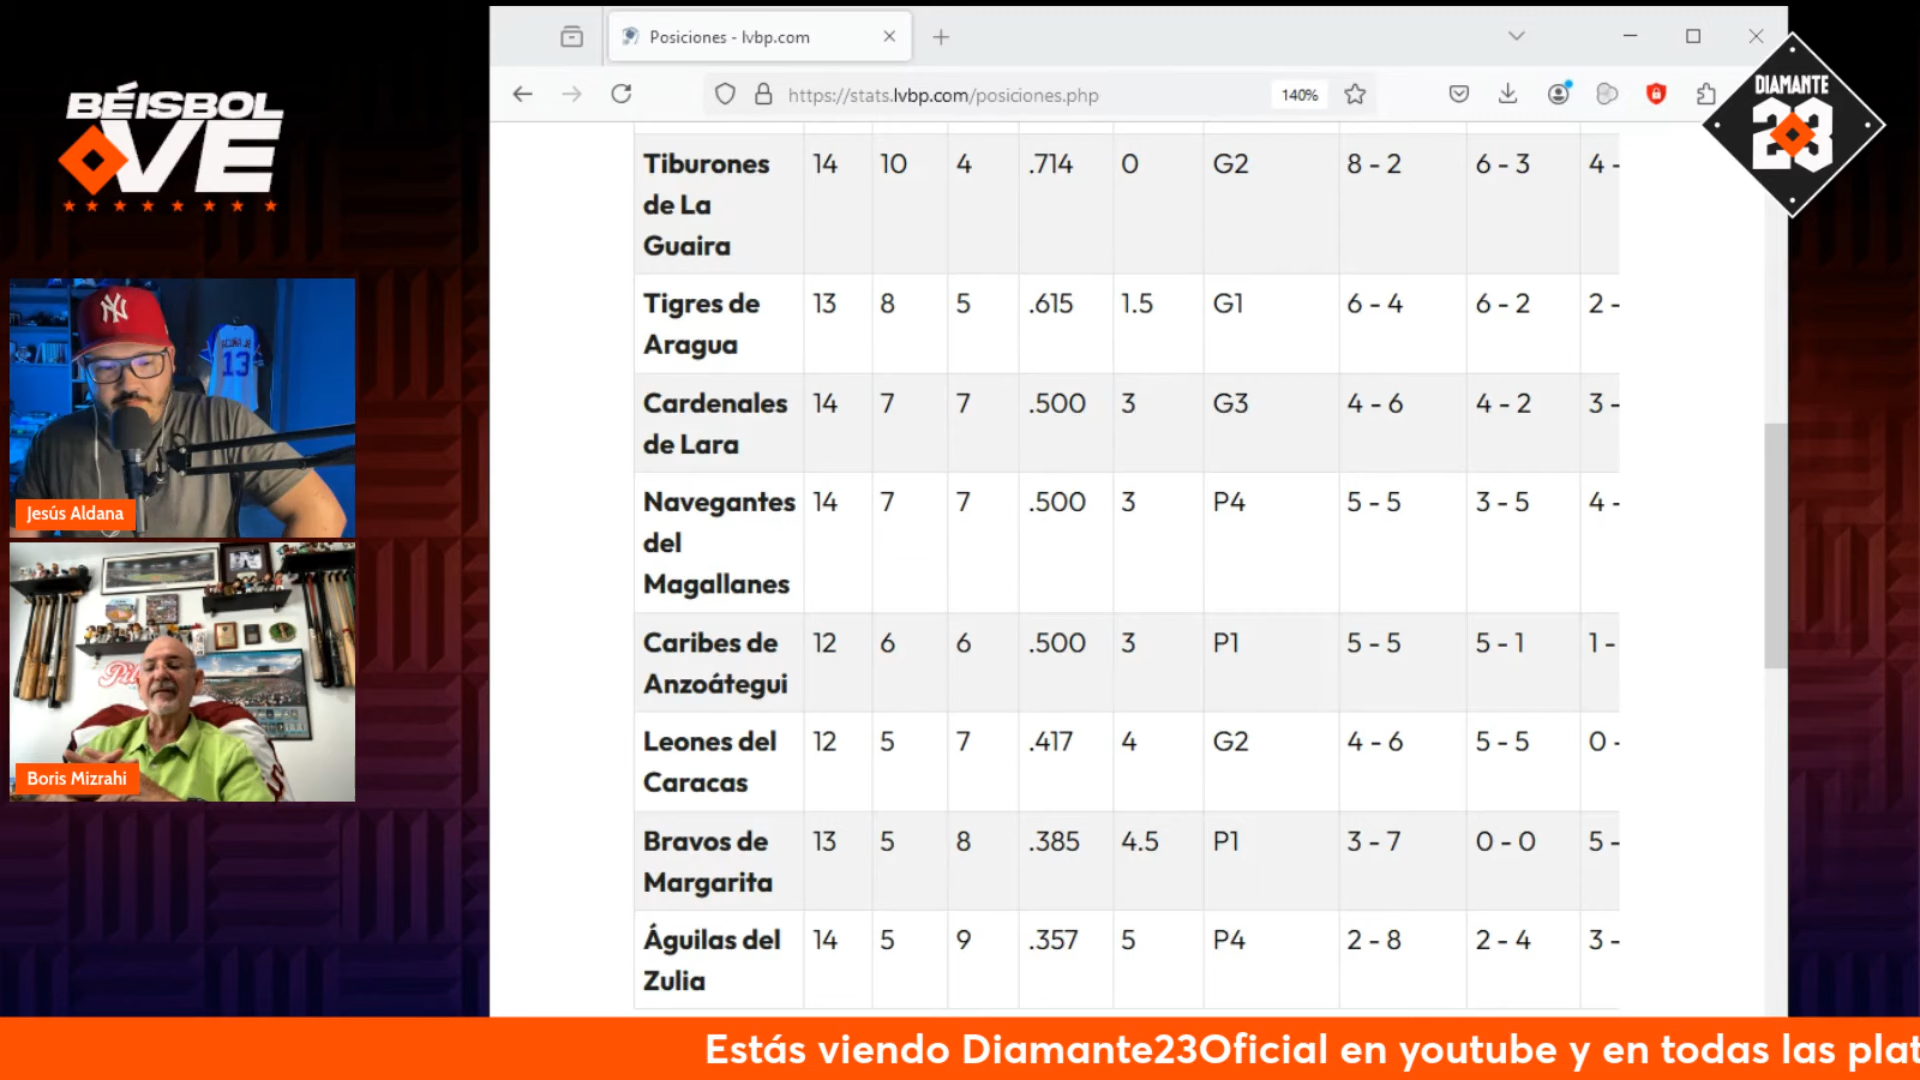 BÉISBOL
VE
Posiciones - lvbp.com
https://stats.lvbp.com/posiciones.php
140%
DIAMANTE
23
Tiburones de La Guaira 14 10 4 .714 0 G2 8 - 2 6 - 3 4 -
Tigres de Aragua 13 8 5 .615 1.5 G1 6 - 4 6 - 2 2 -
Cardenales de Lara 14 7 7 .500 3 G3 4 - 6 4 - 2 3 -
Navegantes del Magallanes 14 7 7 .500 3 P4 5 - 5 3 - 5 4 -
Caribes de Anzoátegui 12 6 6 .500 3 P1 5 - 5 5 - 1 1 -
Leones del Caracas 12 5 7 .417 4 G2 4 - 6 5 - 5 0 -
Bravos de Margarita 13 5 8 .385 4.5 P1 3 - 7 0 - 0 5 -
Águilas del Zulia 14 5 9 .357 5 P4 2 - 8 2 - 4 3 -
NY
ACUÑA JR.
13
Jesús Aldana
Boris Mizrahi
Estás viendo Diamante23Oficial en youtube y en todas las plat